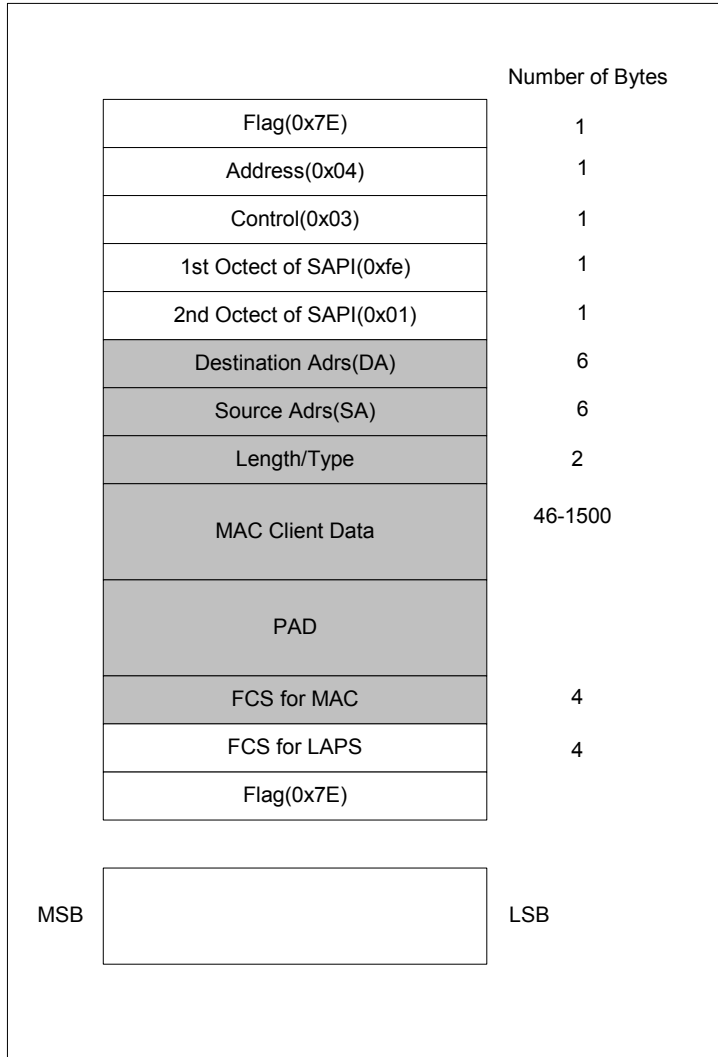 Number of Bytes
Flag(0x7E) 1
Address(0x04) 1
Control(0x03) 1
1st Octect of SAPI(0xfe) 1
2nd Octect of SAPI(0x01) 1
Destination Adrs(DA) 6
Source Adrs(SA) 6
Length/Type 2
MAC Client Data 46-1500
PAD
FCS for MAC 4
FCS for LAPS 4
Flag(0x7E)
MSB LSB